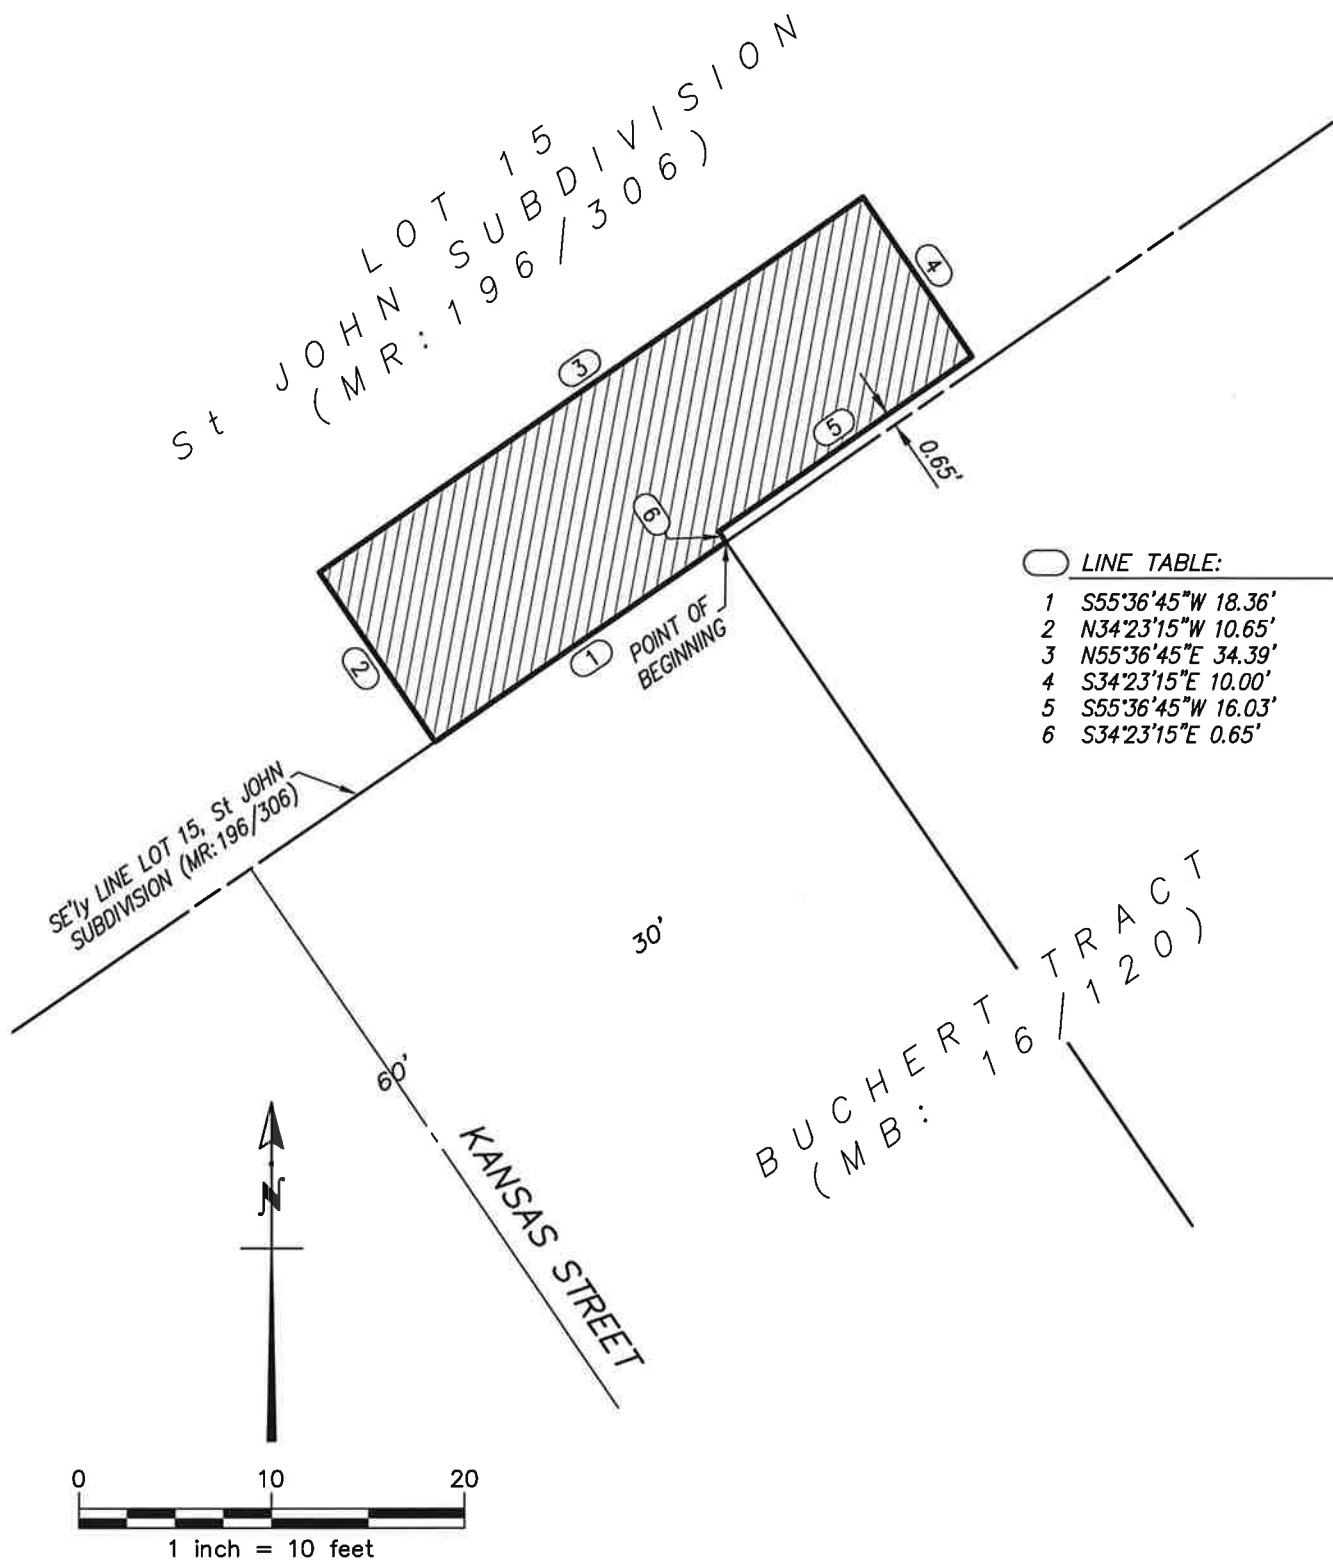 LOT 15
St JOHN SUBDIVISION
(MR: 196/306)
3
4
5
0.65'
6
LINE TABLE:
1 S55°36'45"W 18.36'
2 N34°23'15"W 10.65'
3 N55°36'45"E 34.39'
4 S34°23'15"E 10.00'
5 S55°36'45"W 16.03'
6 S34°23'15"E 0.65'
POINT OF
BEGINNING
1
2
SE'ly LINE LOT 15, St JOHN
SUBDIVISION (MR:196/306)
30'
BUCHERT TRACT
(MB: 16/120)
60'
KANSAS STREET
N
0 10 20
1 inch = 10 feet